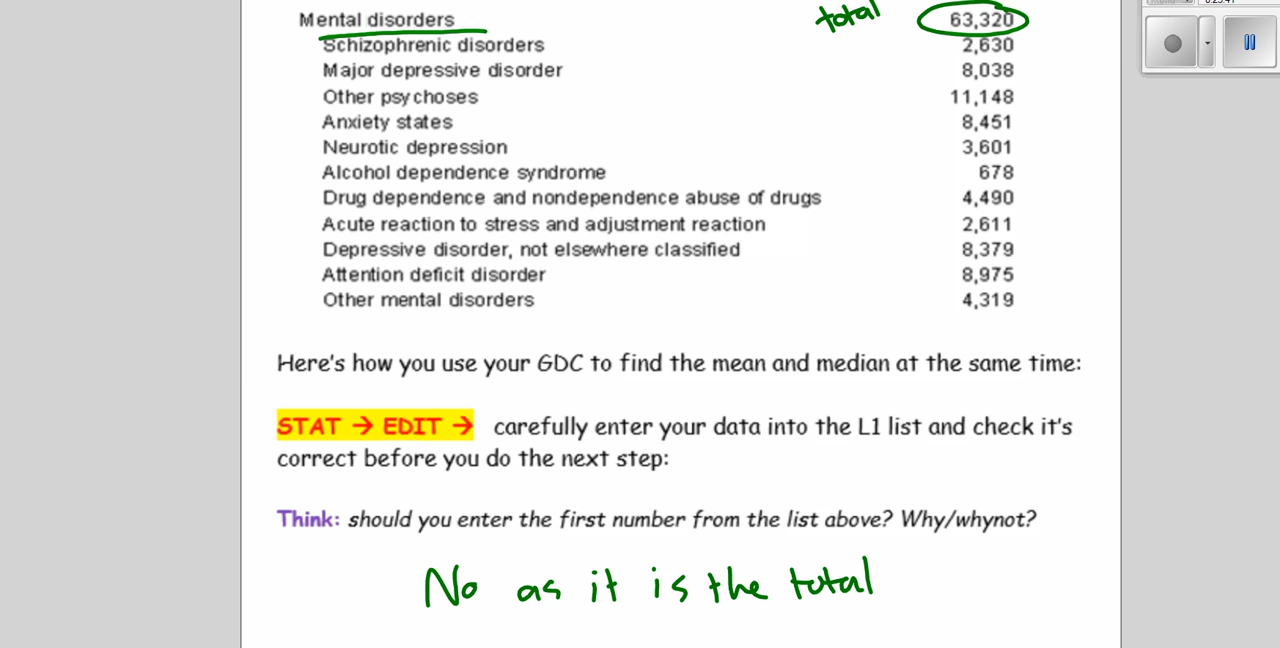 Mental disorders total 63,320
Schizophrenic disorders 2,630
Major depressive disorder 8,038
Other psychoses 11,148
Anxiety states 8,451
Neurotic depression 3,601
Alcohol dependence syndrome 678
Drug dependence and nondependence abuse of drugs 4,490
Acute reaction to stress and adjustment reaction 2,611
Depressive disorder, not elsewhere classified 8,379
Attention deficit disorder 8,975
Other mental disorders 4,319
Here's how you use your GDC to find the mean and median at the same time:
STAT → EDIT → carefully enter your data into the L1 list and check it's
correct before you do the next step:
Think: should you enter the first number from the list above? Why/whynot?
No as it is the total